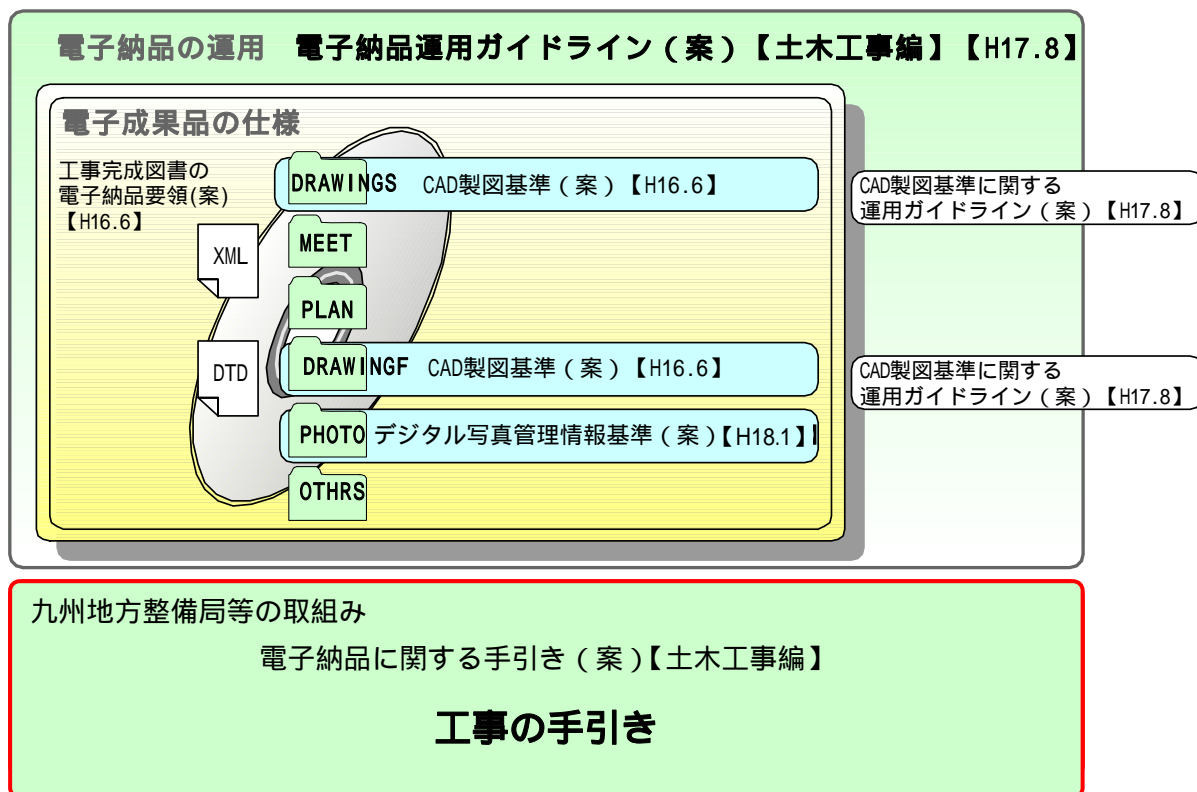 電子納品の運用 電子納品運用ガイドライン(案)【土木工事編】【H17.8】
電子成果品の仕様
工事完成図書の
電子納品要領(案)
【H16.6】
DRAWINGS CAD製図基準(案)【H16.6】
CAD製図基準に関する
運用ガイドライン(案)【H17.8】
XML
MEET
PLAN
DTD
DRAWINGF CAD製図基準(案)【H16.6】
CAD製図基準に関する
運用ガイドライン(案)【H17.8】
PHOTO デジタル写真管理情報基準(案)【H18.1】
OTHRS
九州地方整備局等の取組み
電子納品に関する手引き(案)【土木工事編】
工事の手引き